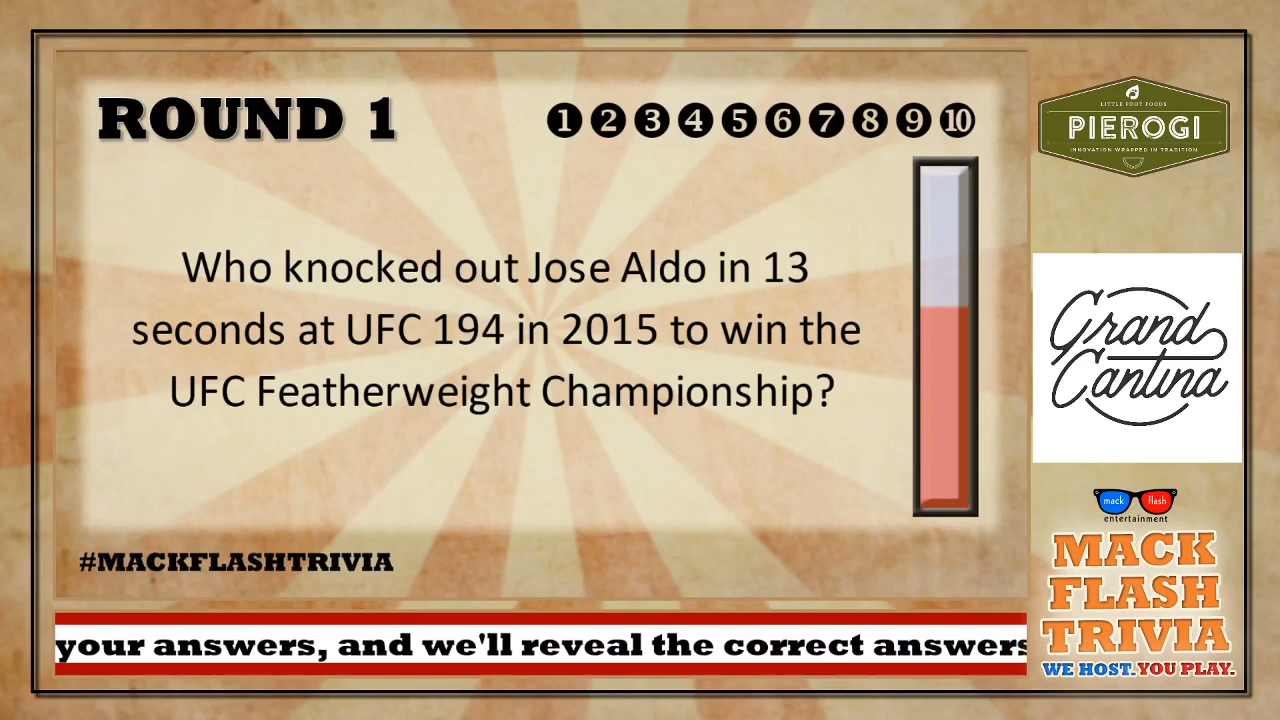 ROUND 1
1 2 3 4 5 6 7 8 9 10
Who knocked out Jose Aldo in 13
seconds at UFC 194 in 2015 to win the
UFC Featherweight Championship?
#MACKFLASHTRIVIA
your answers, and we'll reveal the correct answers
LITTLE FOOT FOODS
PIEROGI
INNOVATION WRAPPED IN TRADITION
Grand
Cantina
mack flash
entertainment
MACK
FLASH
TRIVIA
WE HOST. YOU PLAY.